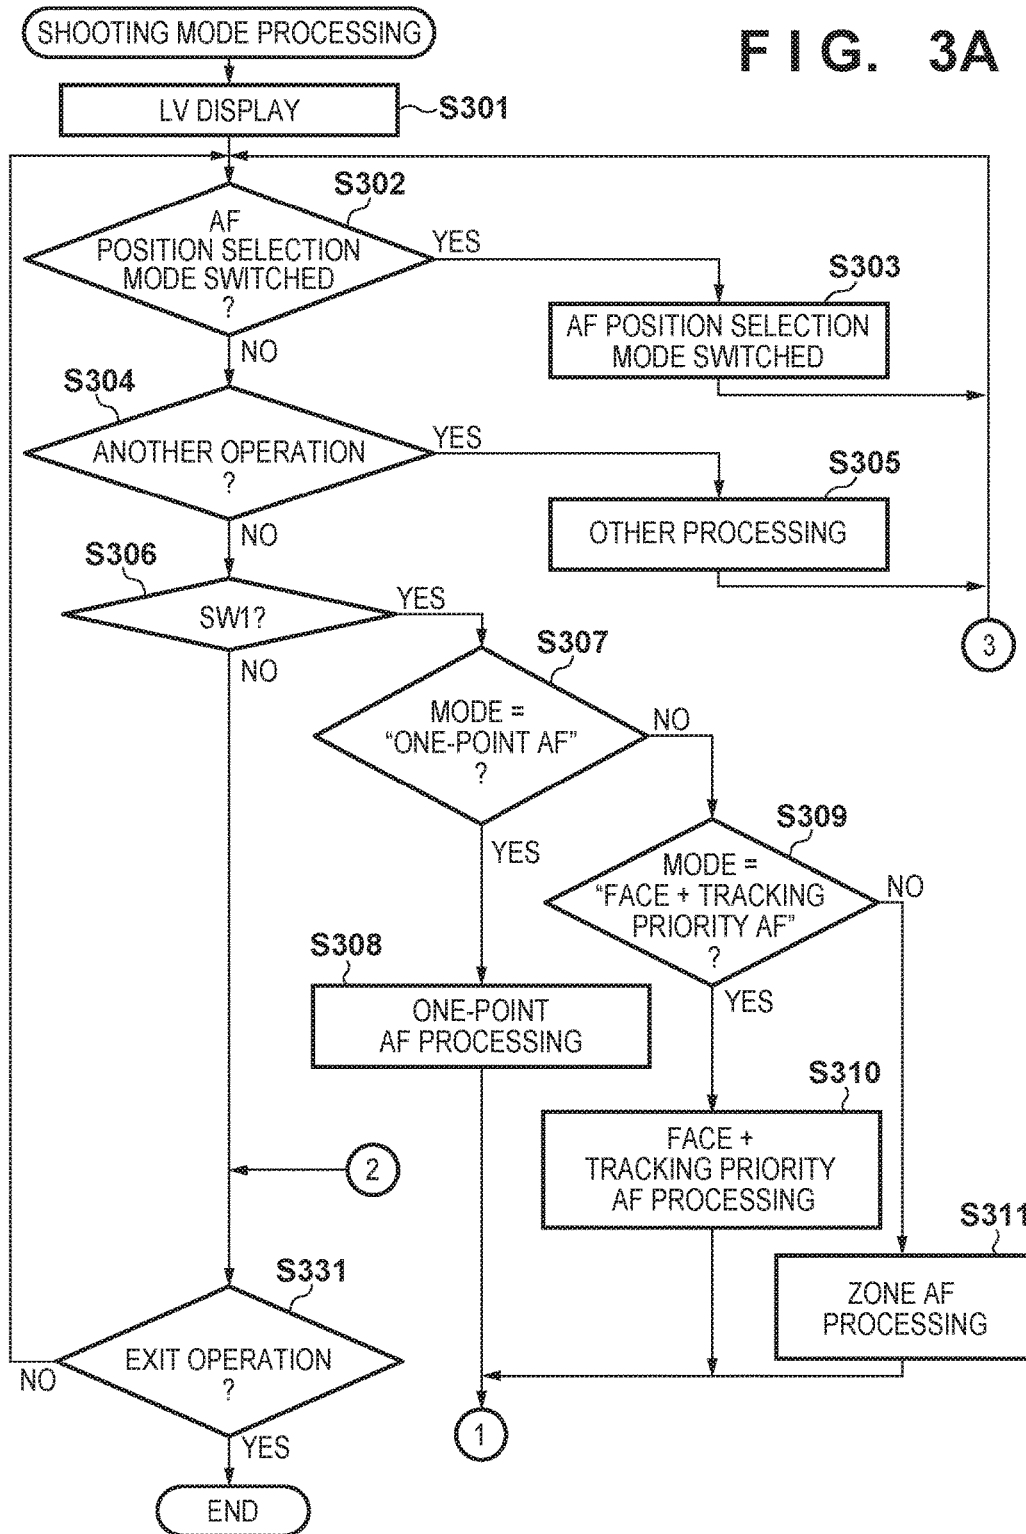 SHOOTING MODE PROCESSING
FIG. 3A
LV DISPLAY
S301
S302
AF
POSITION SELECTION
MODE SWITCHED
?
YES
NO
S303
AF POSITION SELECTION
MODE SWITCHED
S304
ANOTHER OPERATION
?
YES
NO
S305
OTHER PROCESSING
S306
SW1?
YES
NO
3
S307
MODE =
“ONE-POINT AF”
?
NO
YES
S309
MODE =
“FACE + TRACKING
PRIORITY AF”
?
NO
YES
S308
ONE-POINT
AF PROCESSING
S310
FACE +
TRACKING PRIORITY
AF PROCESSING
2
S311
ZONE AF
PROCESSING
S331
EXIT OPERATION
?
NO
YES
1
END